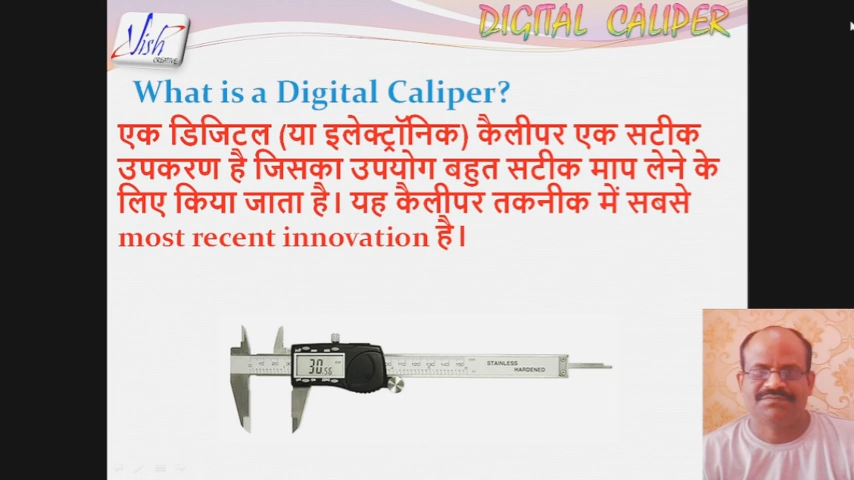 Vish
CREATIVE
DIGITAL CALIPER
What is a Digital Caliper?
एक डिजिटल (या इलेक्ट्रॉनिक) कैलीपर एक सटीक
उपकरण है जिसका उपयोग बहुत सटीक माप लेने के
लिए किया जाता है। यह कैलीपर तकनीक में सबसे
most recent innovation है।
30.56
STAINLESS
HARDENED